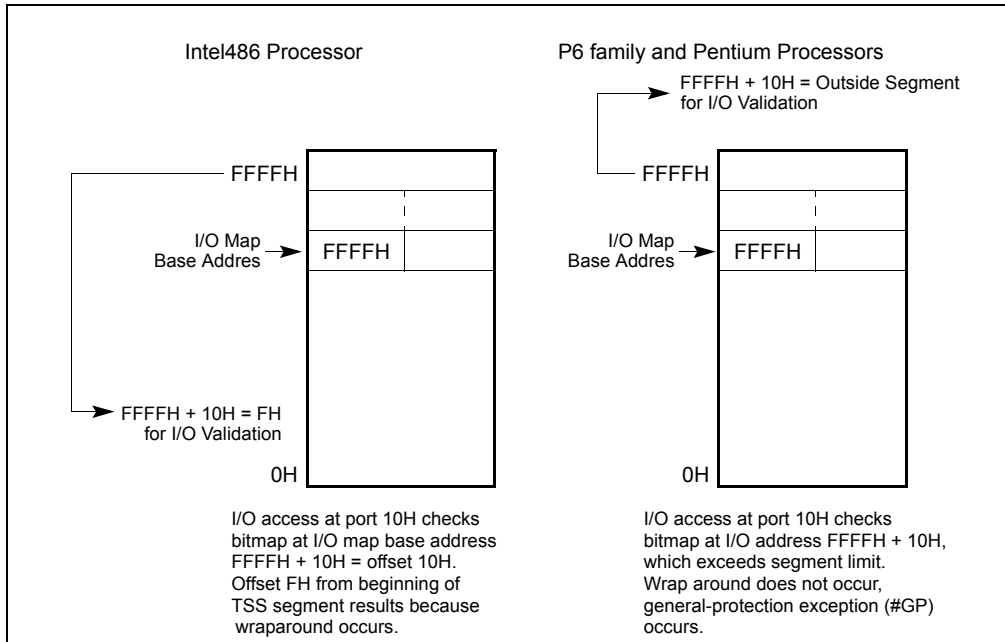 Intel486 Processor
FFFFH
I/O Map
Base Addres
FFFFH
FFFFH + 10H = FH
for I/O Validation
0H
I/O access at port 10H checks
bitmap at I/O map base address
FFFFH + 10H = offset 10H.
Offset FH from beginning of
TSS segment results because
wraparound occurs.
P6 family and Pentium Processors
FFFFH + 10H = Outside Segment
for I/O Validation
FFFFH
I/O Map
Base Addres
FFFFH
0H
I/O access at port 10H checks
bitmap at I/O address FFFFH + 10H,
which exceeds segment limit.
Wrap around does not occur,
general-protection exception (#GP)
occurs.